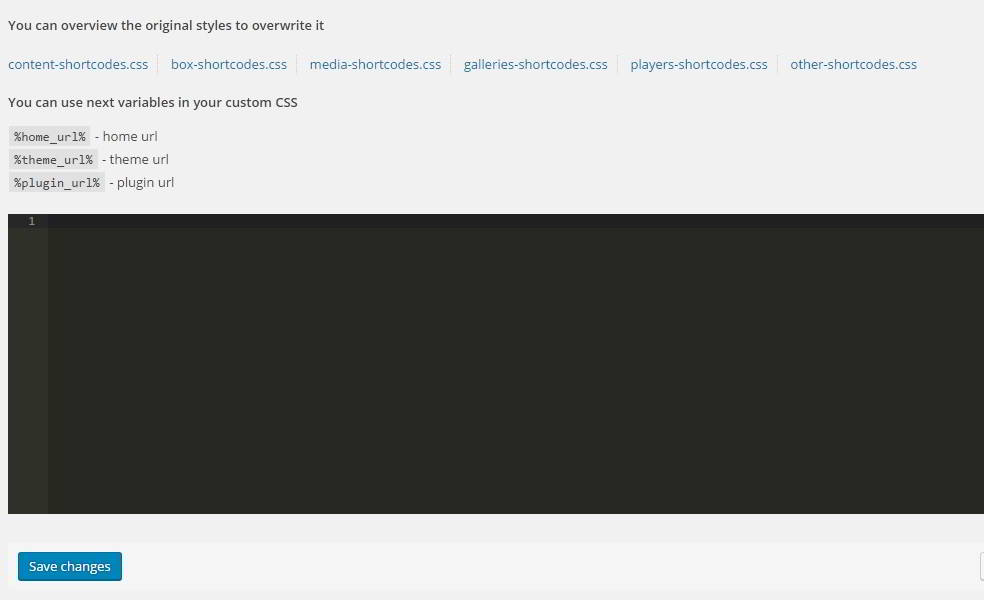 You can overview the original styles to overwrite it
content-shortcodes.css box-shortcodes.css media-shortcodes.css galleries-shortcodes.css players-shortcodes.css other-shortcodes.css
You can use next variables in your custom CSS
%home_url% - home url
%theme_url% - theme url
%plugin_url% - plugin url
1
Save changes